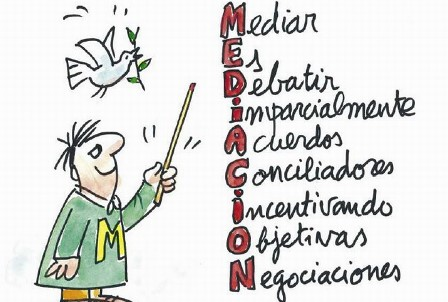 Mediar
Es
Debatir
imparcialmente
Acuerdos
Conciliadores
incentivando
Objetivas
Negociaciones
M